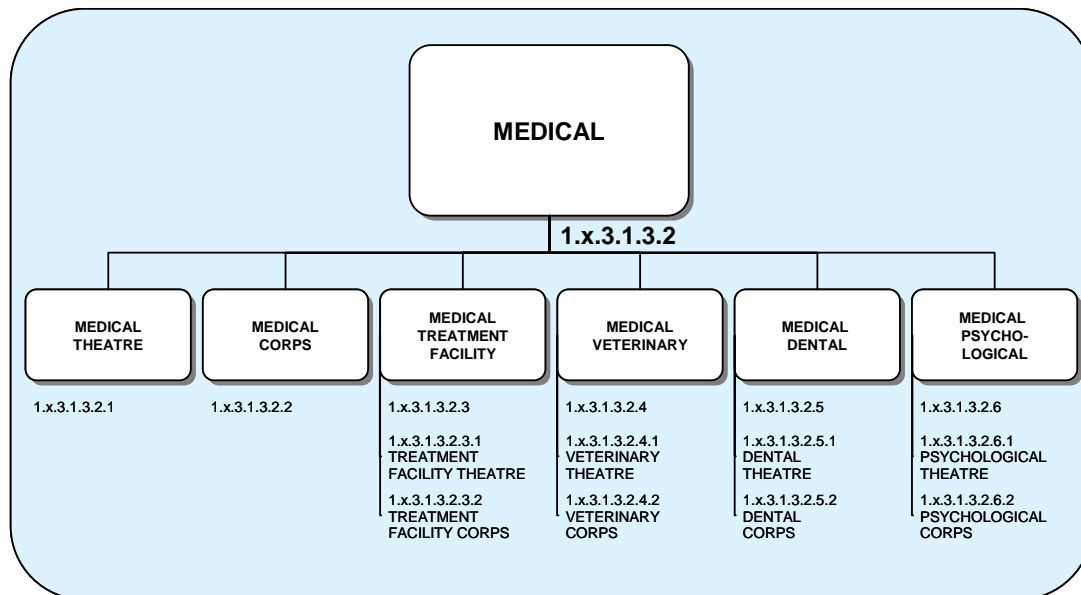 MEDICAL
1.x.3.1.3.2
MEDICAL
THEATRE
1.x.3.1.3.2.1
MEDICAL
CORPS
1.x.3.1.3.2.2
MEDICAL
TREATMENT
FACILITY
1.x.3.1.3.2.3
1.x.3.1.3.2.3.1
TREATMENT
FACILITY THEATRE
1.x.3.1.3.2.3.2
TREATMENT
FACILITY CORPS
MEDICAL
VETERINARY
1.x.3.1.3.2.4
1.x.3.1.3.2.4.1
VETERINARY
THEATRE
1.x.3.1.3.2.4.2
VETERINARY
CORPS
MEDICAL
DENTAL
1.x.3.1.3.2.5
1.x.3.1.3.2.5.1
DENTAL
THEATRE
1.x.3.1.3.2.5.2
DENTAL
CORPS
MEDICAL
PSYCHO-
LOGICAL
1.x.3.1.3.2.6
1.x.3.1.3.2.6.1
PSYCHOLOGICAL
THEATRE
1.x.3.1.3.2.6.2
PSYCHOLOGICAL
CORPS